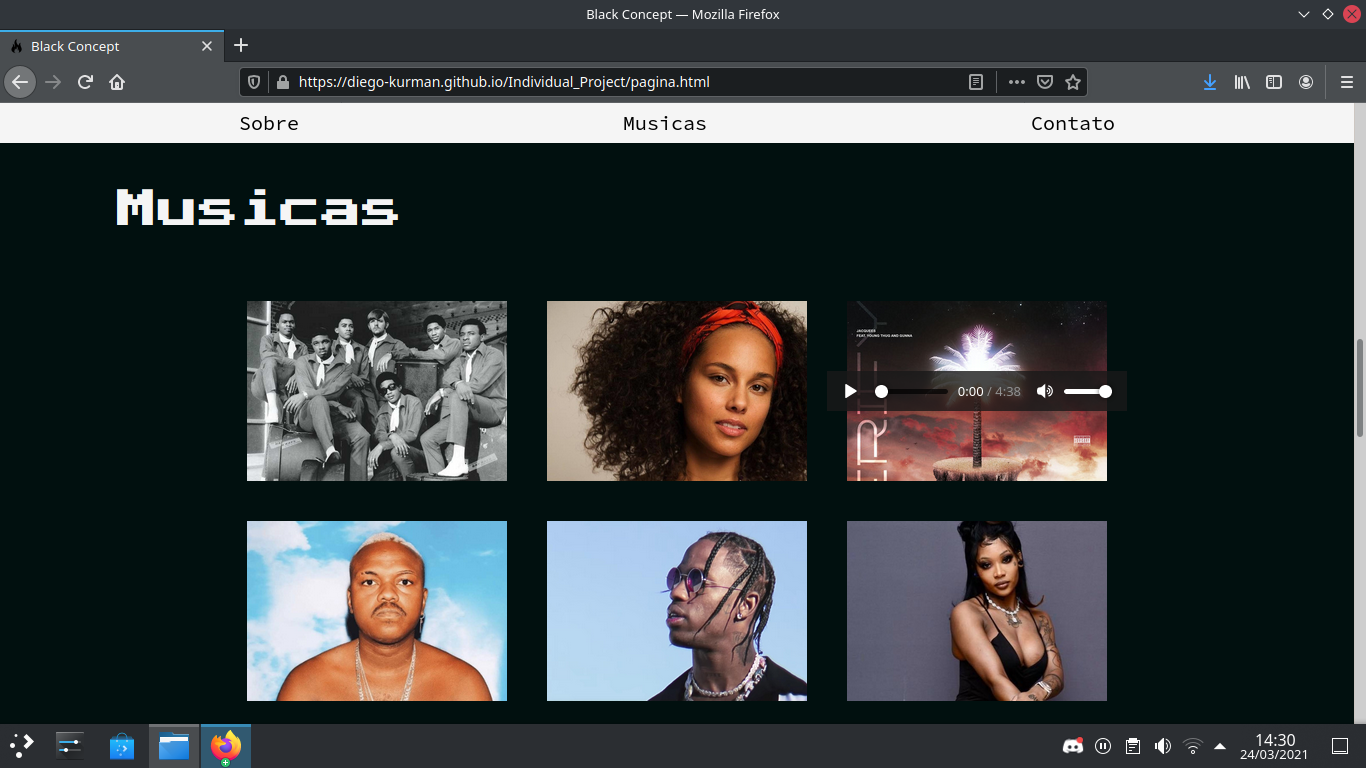 Black Concept — Mozilla Firefox
Black Concept
https://diego-kurman.github.io/Individual_Project/pagina.html
Sobre Musicas Contato
Musicas
JACQUEES
FEAT. YOUNG THUG AND GUNNA
0:00 / 4:38
14:30
24/03/2021